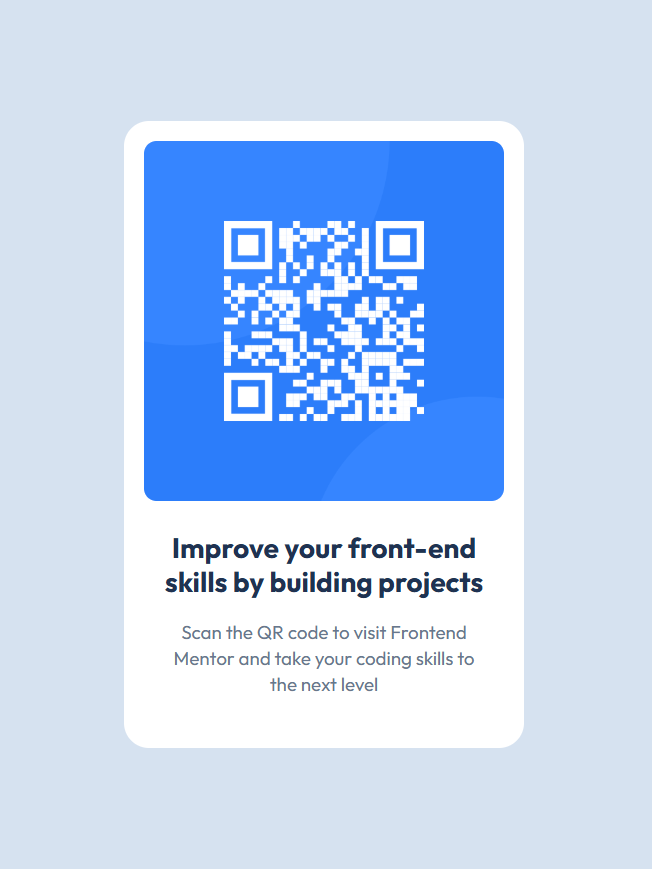 Improve your front-end
skills by building projects
Scan the QR code to visit Frontend
Mentor and take your coding skills to
the next level